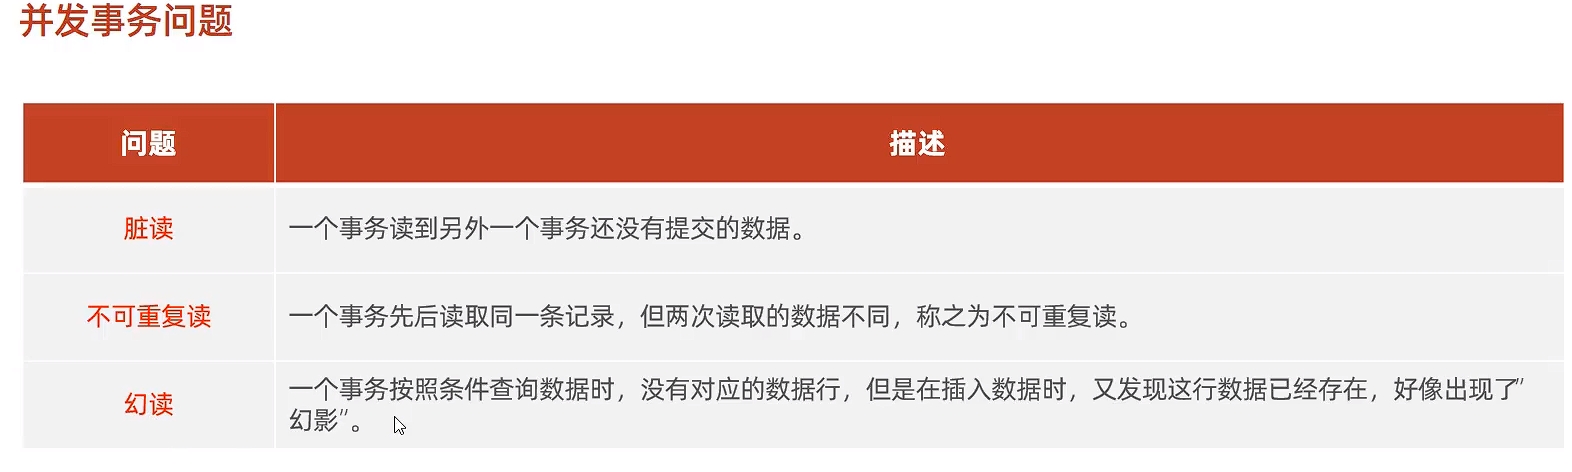 并发事务问题
问题 描述
脏读 一个事务读到另外一个事务还没有提交的数据。
不可重复读 一个事务先后读取同一条记录，但两次读取的数据不同，称之为不可重复读。
幻读 一个事务按照条件查询数据时，没有对应的数据行，但是在插入数据时，又发现这行数据已经存在，好像出现了”
幻影”。